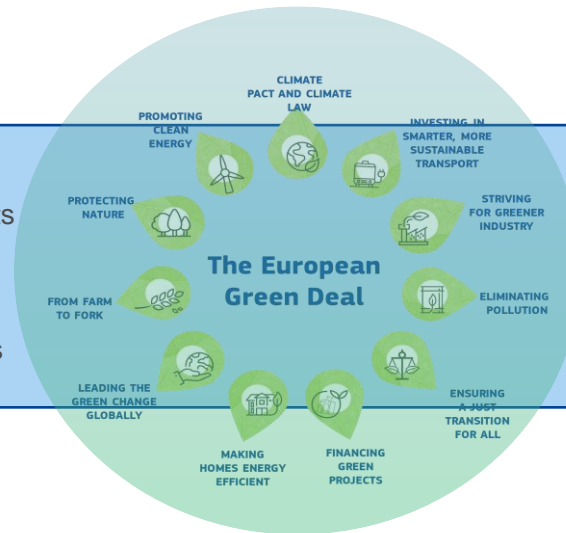 CLIMATE
PACT AND CLIMATE
LAW
PROMOTING
CLEAN
ENERGY
INVESTING IN
SMARTER, MORE
SUSTAINABLE
TRANSPORT
PROTECTING
NATURE
STRIVING
FOR GREENER
INDUSTRY
The European
Green Deal
FROM FARM
TO FORK
ELIMINATING
POLLUTION
LEADING THE
GREEN CHANGE
GLOBALLY
ENSURING
A JUST
TRANSITION
FOR ALL
MAKING
HOMES ENERGY
EFFICIENT
FINANCING
GREEN
PROJECTS